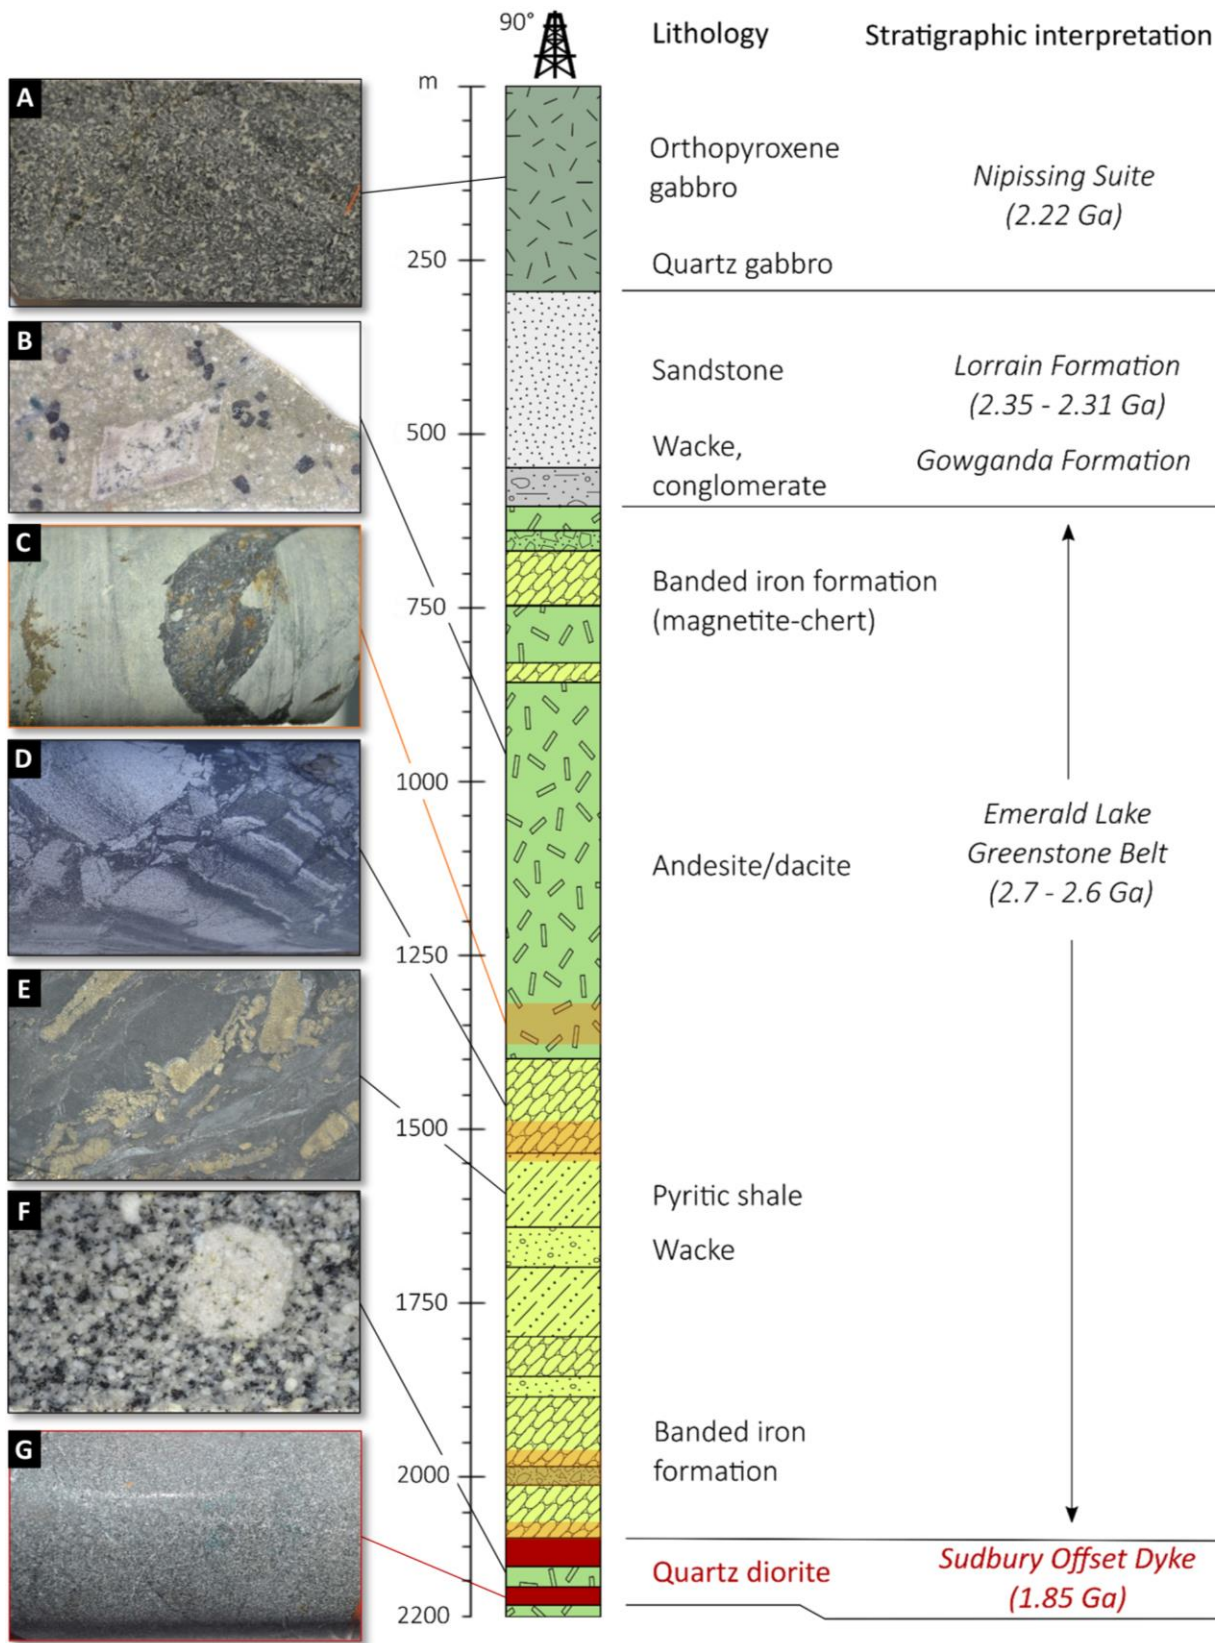 90°
Lithology
Stratigraphic interpretation
m
A
Orthopyroxene
gabbro
Nipissing Suite
(2.22 Ga)
250
Quartz gabbro
B
Sandstone
Lorrain Formation
(2.35 - 2.31 Ga)
500
Wacke,
conglomerate
Gowganda Formation
C
Banded iron formation
(magnetite-chert)
750
D
1000
Emerald Lake
Greenstone Belt
(2.7 - 2.6 Ga)
Andesite/dacite
1250
E
1500
Pyritic shale
F
Wacke
1750
G
Banded iron
formation
2000
Quartz diorite
Sudbury Offset Dyke
(1.85 Ga)
2200